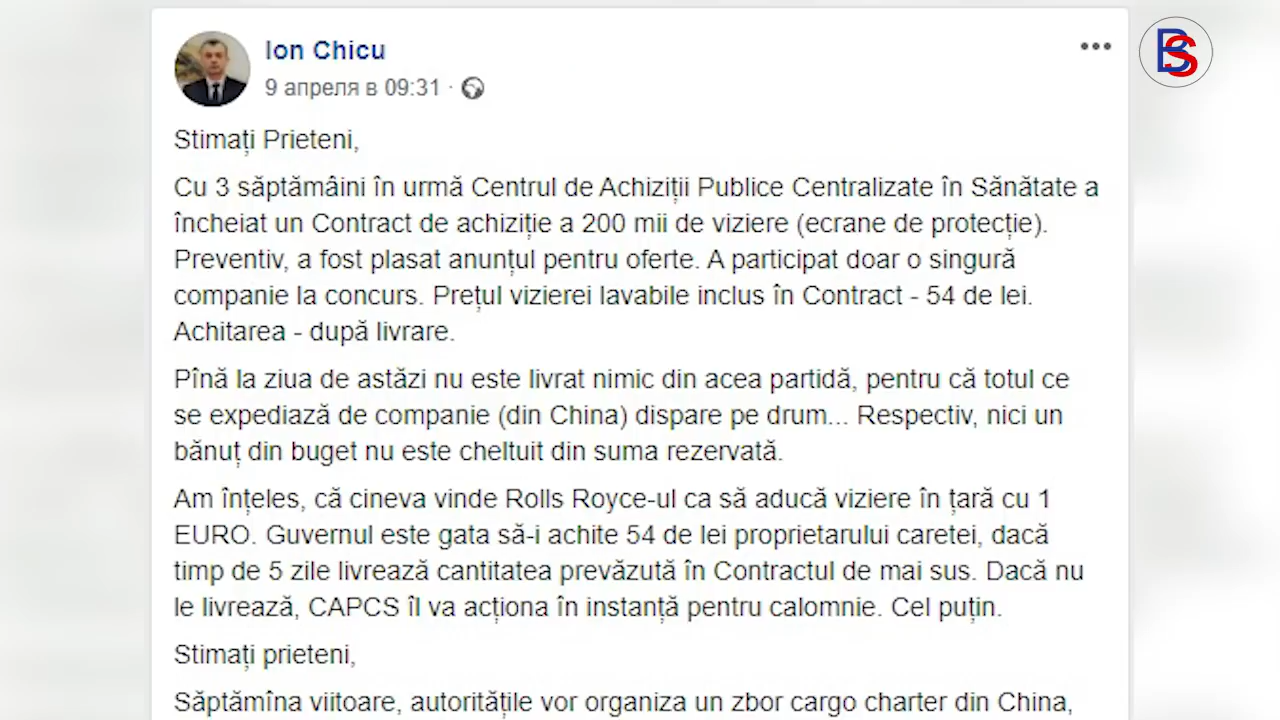 Ion Chicu
9 апреля в 09:31 ·
BS
Stimați Prieteni,
Cu 3 săptămâini în urmă Centrul de Achiziții Publice Centralizate în Sănătate a
încheiat un Contract de achiziție a 200 mii de viziere (ecrane de protecție).
Preventiv, a fost plasat anunțul pentru oferte. A participat doar o singură
companie la concurs. Prețul vizierei lavabile inclus în Contract - 54 de lei.
Achitarea - după livrare.
Pînă la ziua de astăzi nu este livrat nimic din acea partidă, pentru că totul ce
se expediază de companie (din China) dispare pe drum... Respectiv, nici un
bănuț din buget nu este cheltuit din suma rezervată.
Am înțeles, că cineva vinde Rolls Royce-ul ca să aducă viziere în țară cu 1
EURO. Guvernul este gata să-i achite 54 de lei proprietarului caretei, dacă
timp de 5 zile livrează cantitatea prevăzută în Contractul de mai sus. Dacă nu
le livrează, CAPCS îl va acționa în instanță pentru calomnie. Cel puțin.
Stimați prieteni,
Săptămîna viitoare, autoritățile vor organiza un zbor cargo charter din China,